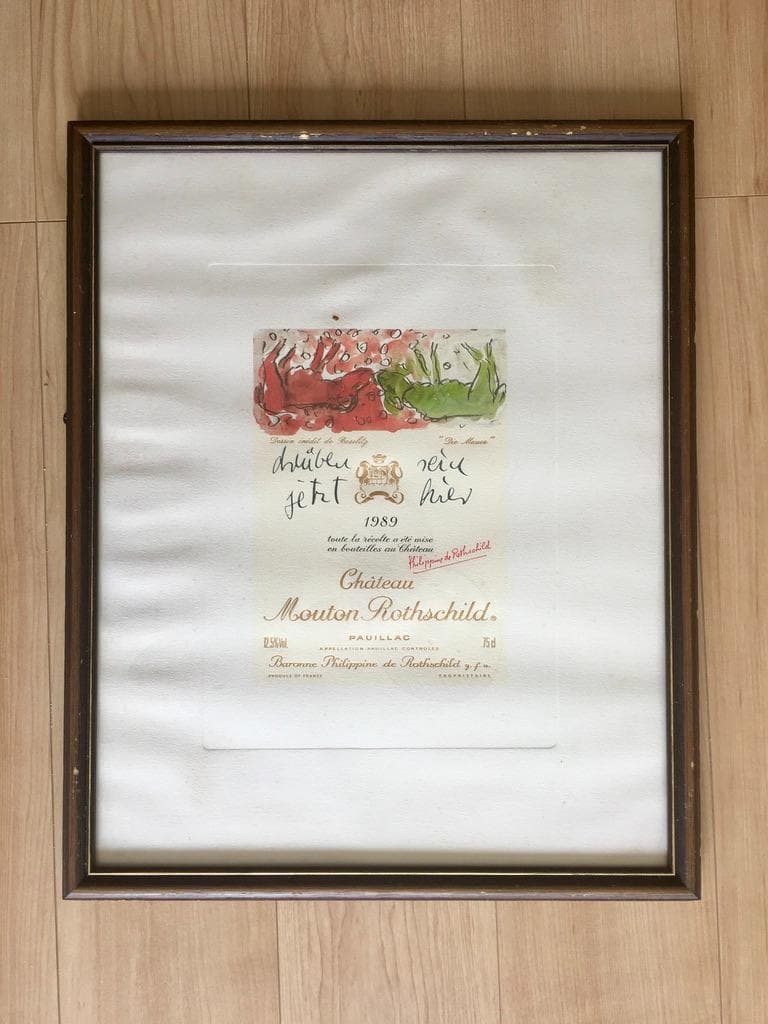 Dessin inédit de Baselitz "Die Mauer"
drüben sein
jetzt hier
1989
toute la récolte a été mise
en bouteilles au Château
Philippine de Rothschild
Château
Mouton Rothschild
PAUILLAC
12.5% Vol. 75 cl
APPELLATION PAUILLAC CONTROLÉE
Baronne Philippine de Rothschild g.f.a.
PRODUCE OF FRANCE PROPRIÉTAIRE